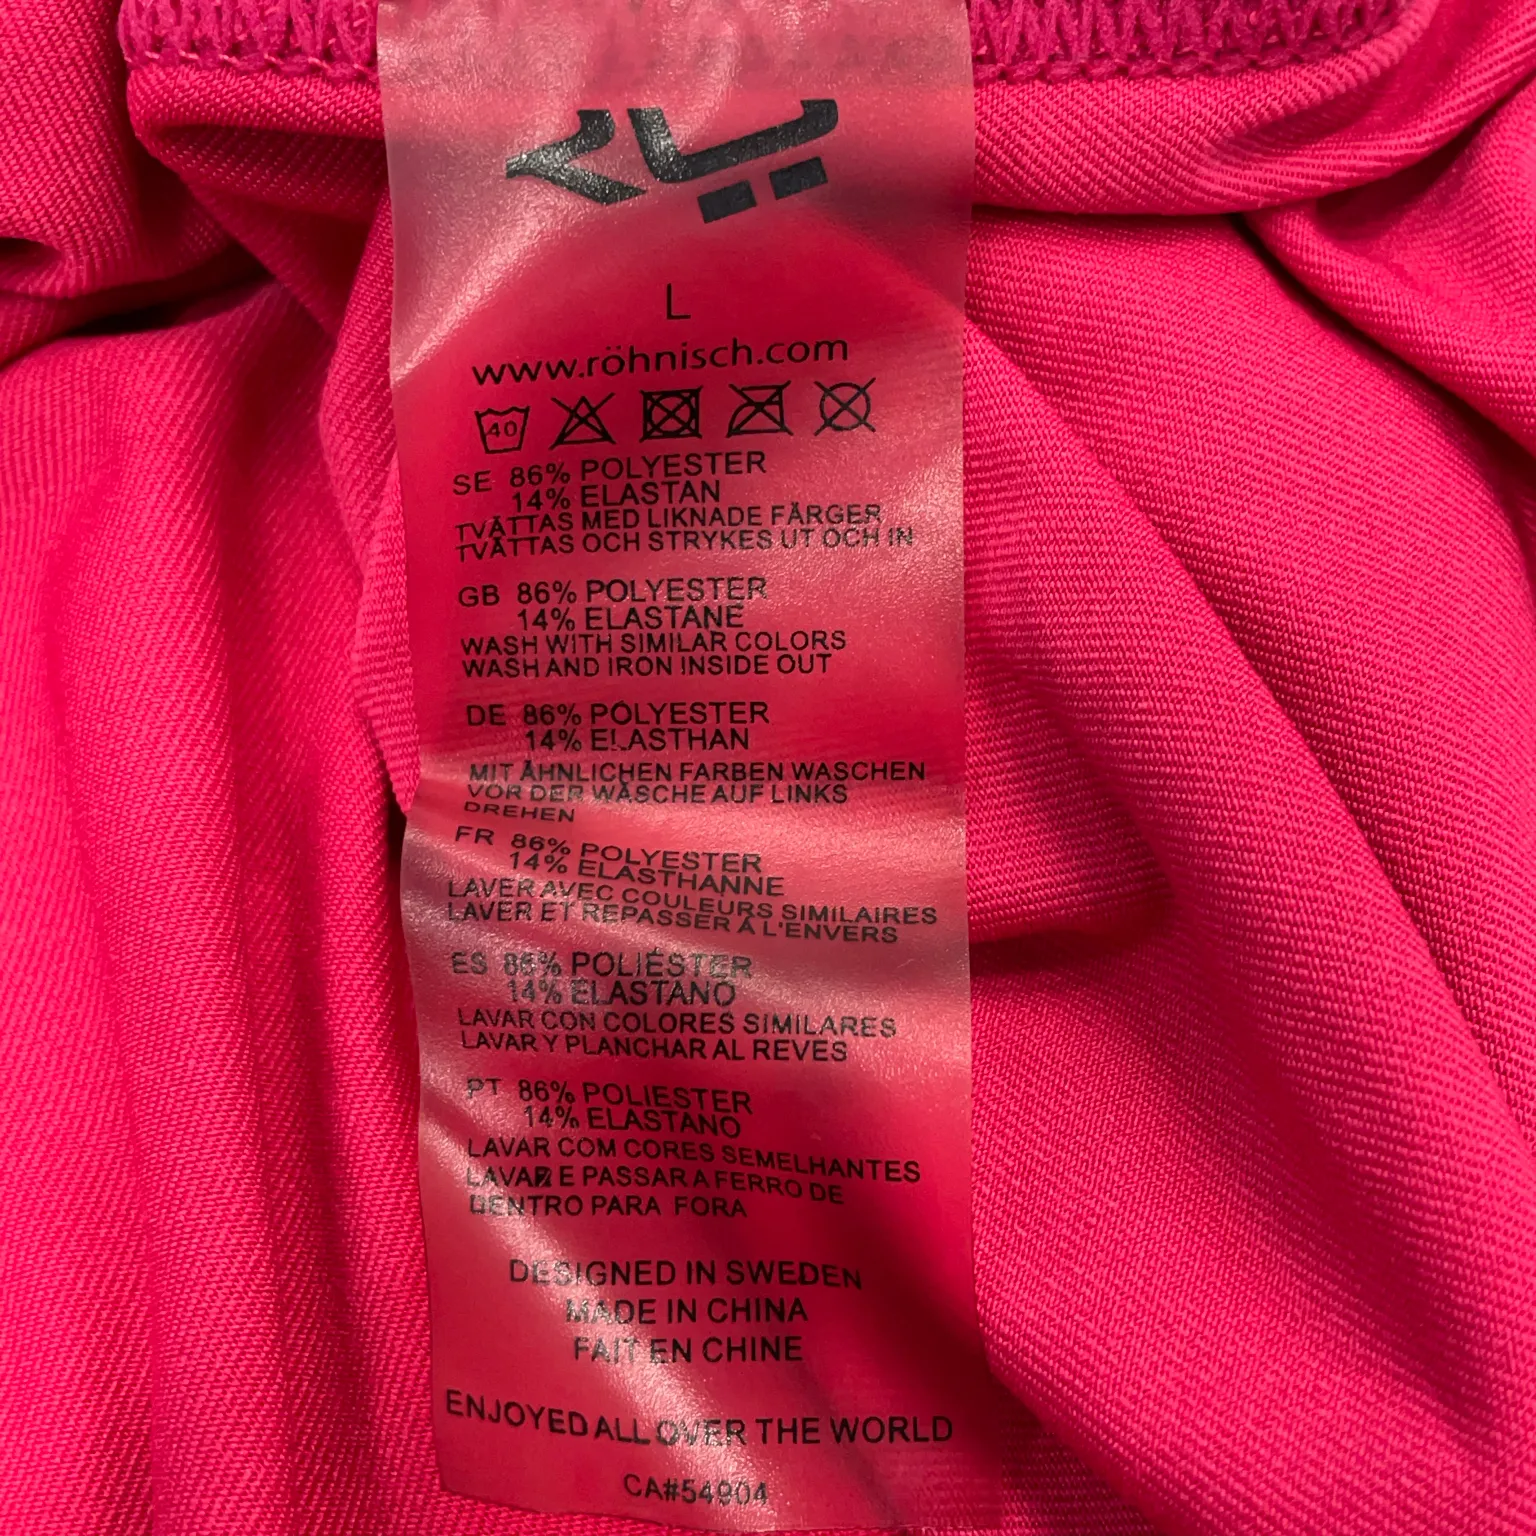 L
www.röhnisch.com
40
SE 86% POLYESTER
14% ELASTAN
TVÄTTAS MED LIKNADE FÄRGER
TVÄTTAS OCH STRYKES UT OCH IN
GB 86% POLYESTER
14% ELASTANE
WASH WITH SIMILAR COLORS
WASH AND IRON INSIDE OUT
DE 86% POLYESTER
14% ELASTHAN
MIT ÄHNLICHEN FARBEN WASCHEN
VOR DER WÄSCHE AUF LINKS
DREHEN
FR 86% POLYESTER
14% ELASTHANNE
LAVER AVEC COULEURS SIMILAIRES
LAVER ET REPASSER À L'ENVERS
ES 86% POLIÉSTER
14% ELASTANO
LAVAR CON COLORES SIMILARES
LAVAR Y PLANCHAR AL REVES
PT 86% POLIESTER
14% ELASTANO
LAVAR COM CORES SEMELHANTES
LAVAR E PASSAR A FERRO DE
DENTRO PARA FORA
DESIGNED IN SWEDEN
MADE IN CHINA
FAIT EN CHINE
ENJOYED ALL OVER THE WORLD
CA#54904